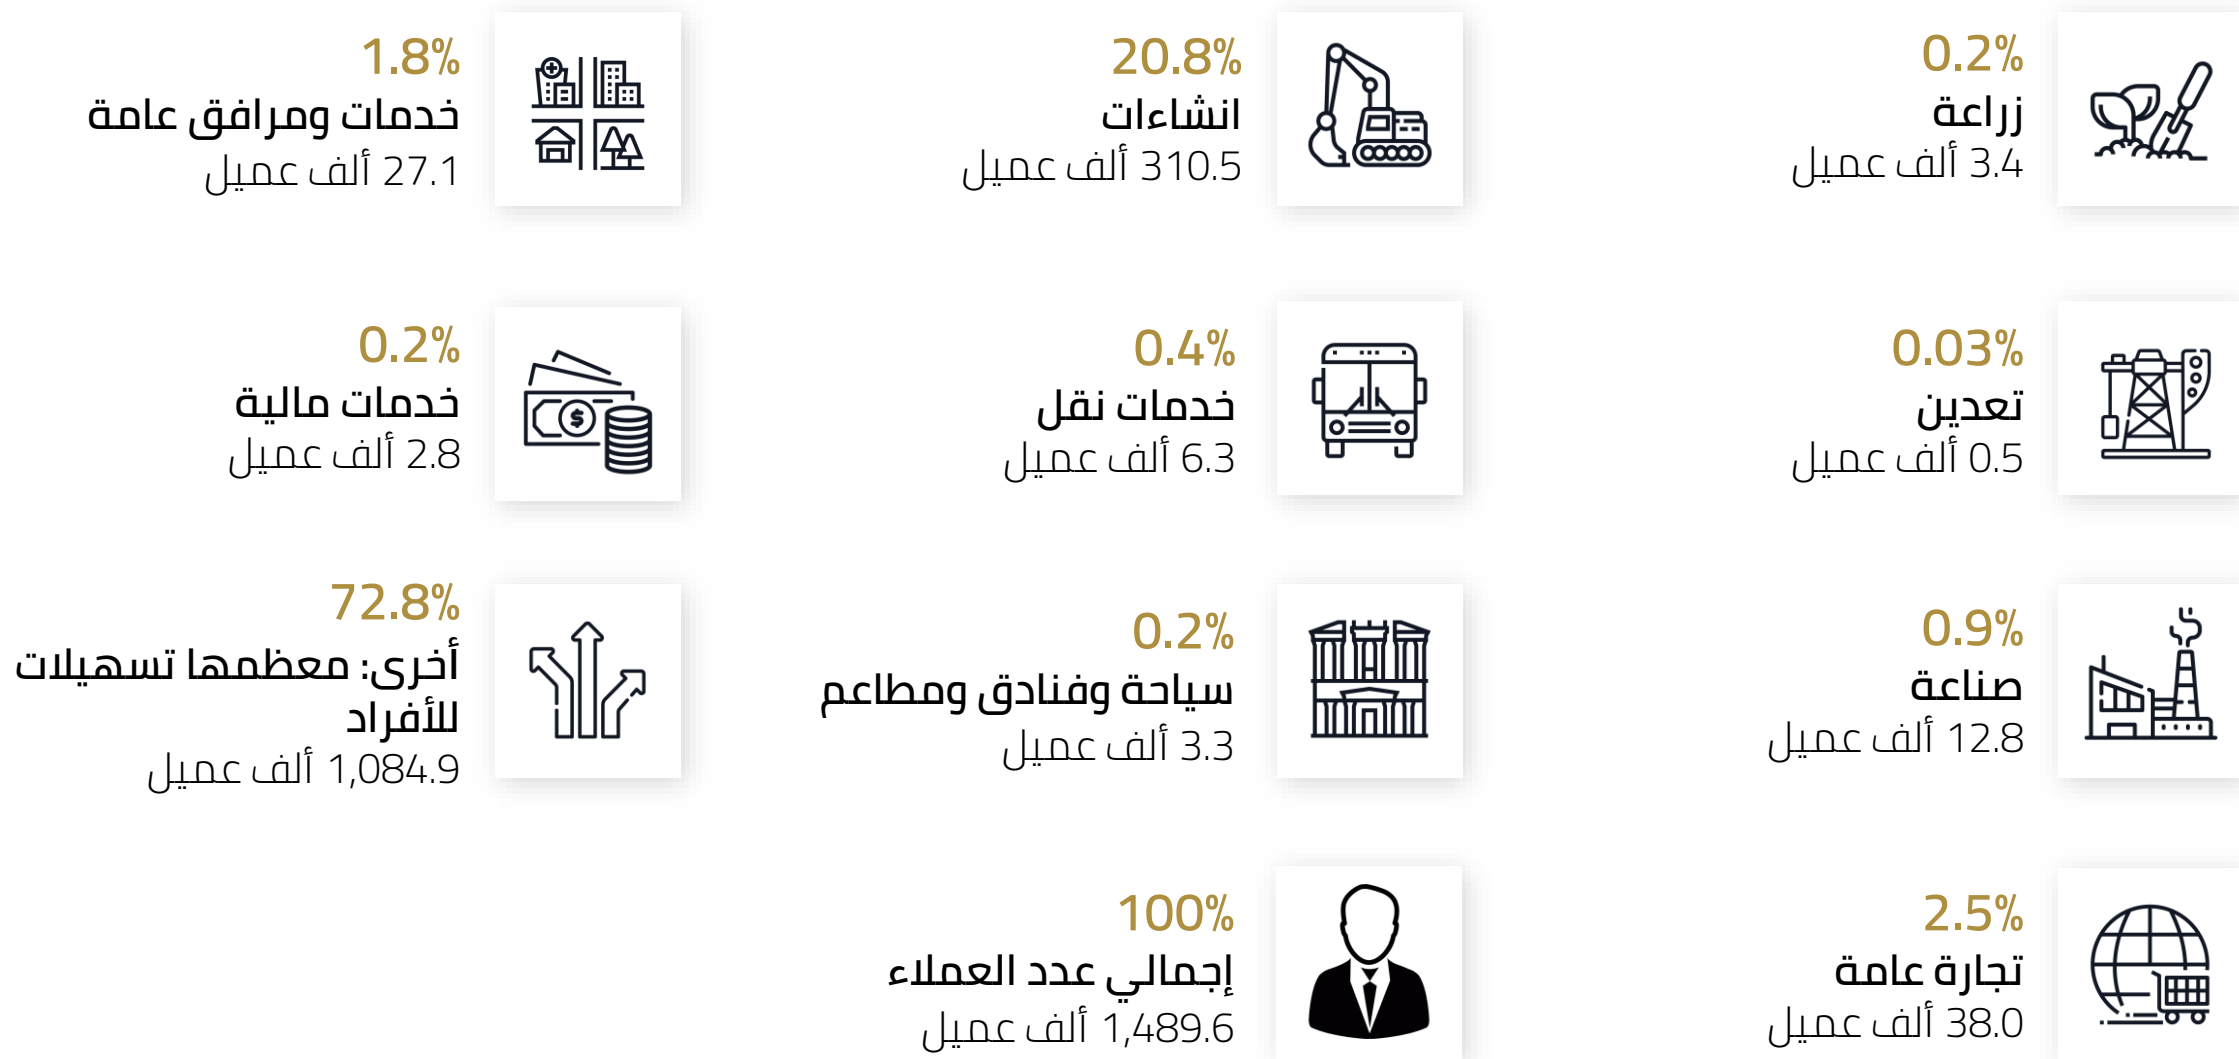 0.2%
زراعة
3.4 ألف عميل
20.8%
انشاءات
310.5 ألف عميل
1.8%
خدمات ومرافق عامة
27.1 ألف عميل
0.03%
تعدين
0.5 ألف عميل
0.4%
خدمات نقل
6.3 ألف عميل
0.2%
خدمات مالية
2.8 ألف عميل
0.9%
صناعة
12.8 ألف عميل
0.2%
سياحة وفنادق ومطاعم
3.3 ألف عميل
72.8%
أخرى: معظمها تسهيلات
للأفراد
1,084.9 ألف عميل
2.5%
تجارة عامة
38.0 ألف عميل
100%
إجمالي عدد العملاء
1,489.6 ألف عميل